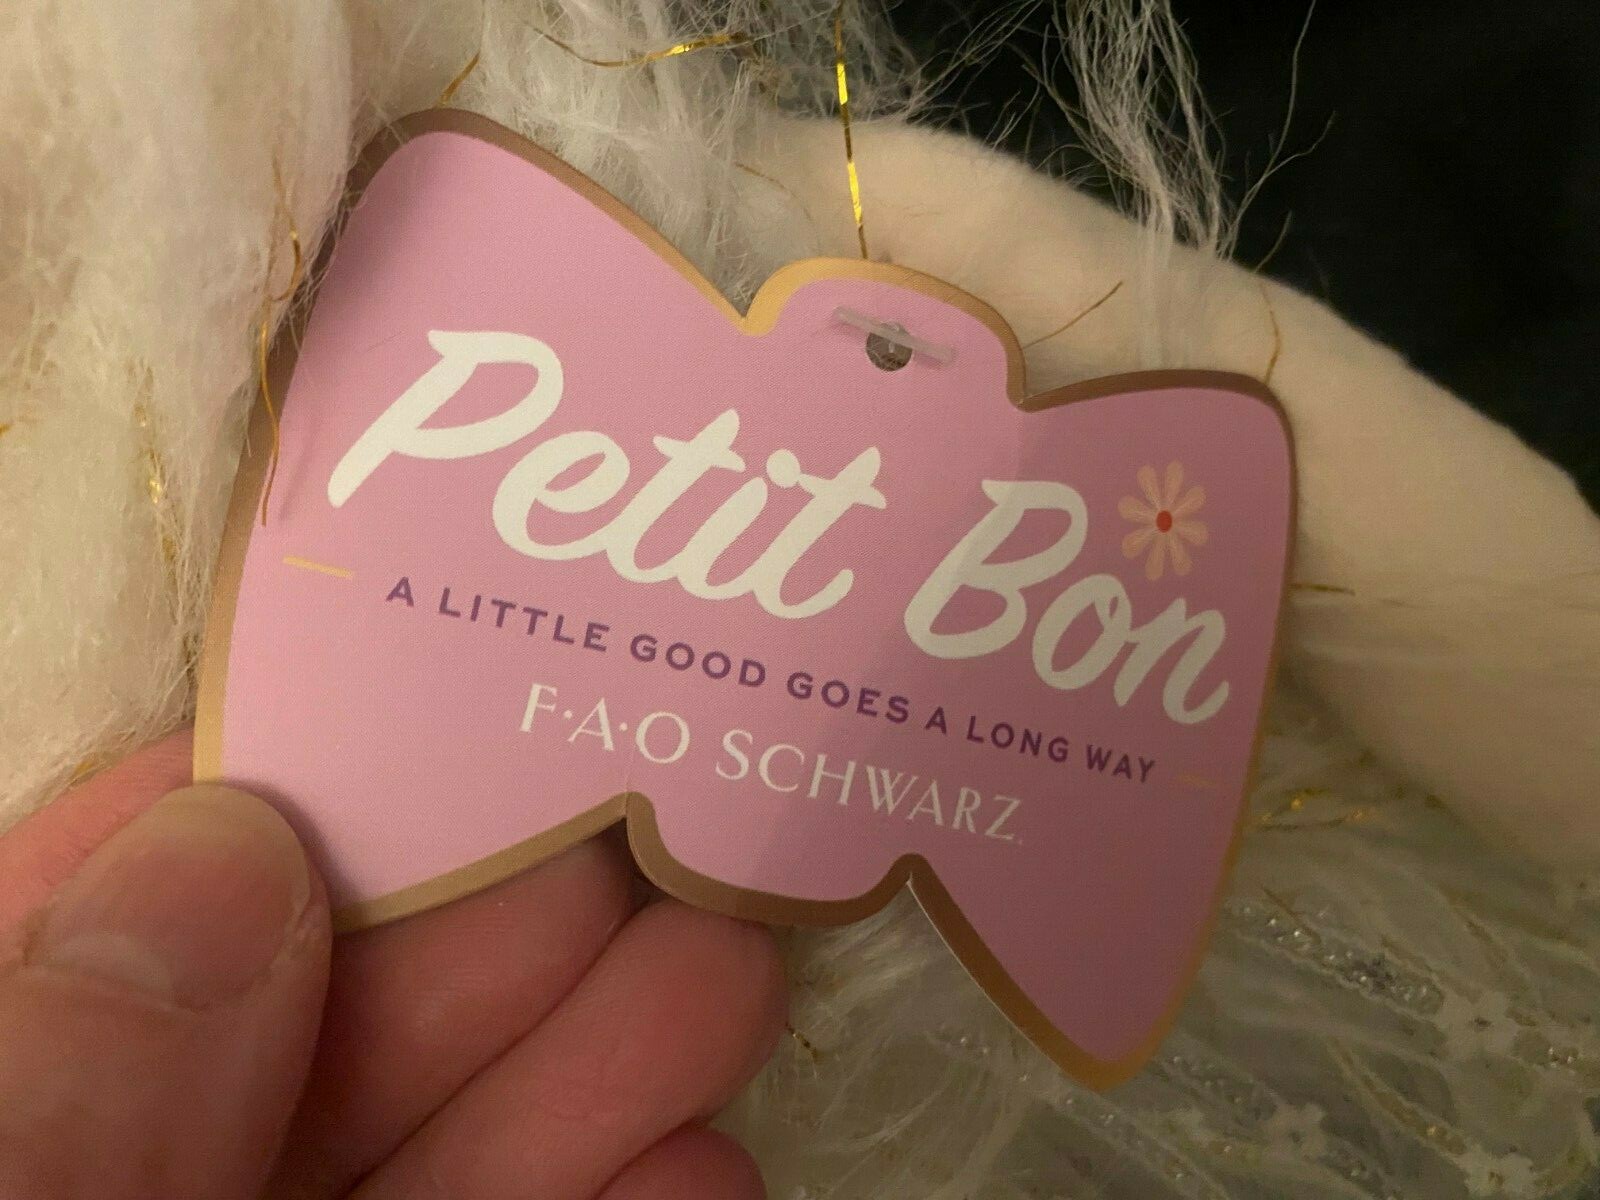 Petit Bon
A LITTLE GOOD GOES A LONG WAY
F·A·O SCHWARZ